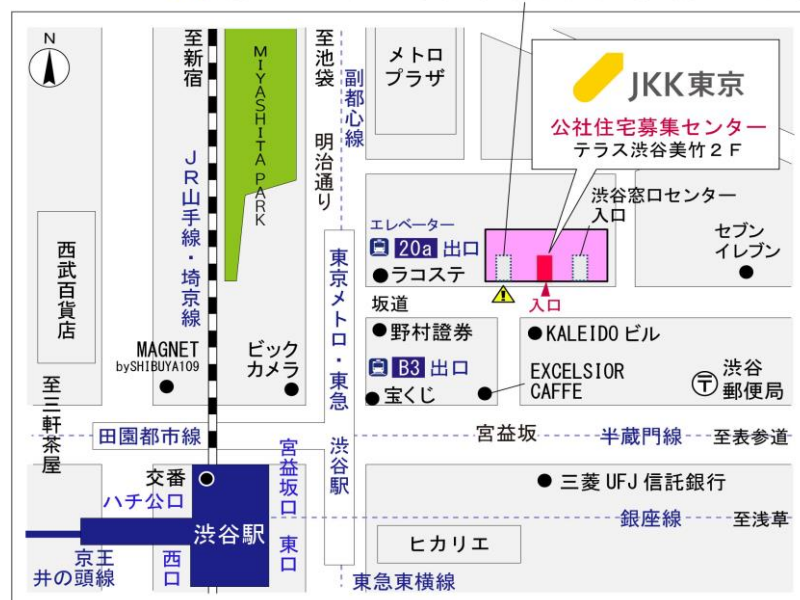 N
至新宿
MIYASHITA PARK
至池袋
明治通り
副都心線
メトロ
プラザ
JKK東京
公社住宅募集センター
テラス渋谷美竹2F
JR山手線・埼京線
西武百貨店
エレベーター
20a 出口
ラコステ
渋谷窓口センター
入口
セブン
イレブン
入口
坂道
東京メトロ・東急
渋谷駅
野村證券
KALEIDOビル
MAGNET
bySHIBUYA109
ビック
カメラ
B3 出口
宝くじ
EXCELSIOR
CAFFE
渋谷
郵便局
至三軒茶屋
田園都市線
宮益坂
半蔵門線
至表参道
交番
ハチ公口
宮益坂口
三菱UFJ信託銀行
渋谷駅
銀座線
至浅草
京王
井の頭線
西口
東口
ヒカリエ
東急東横線